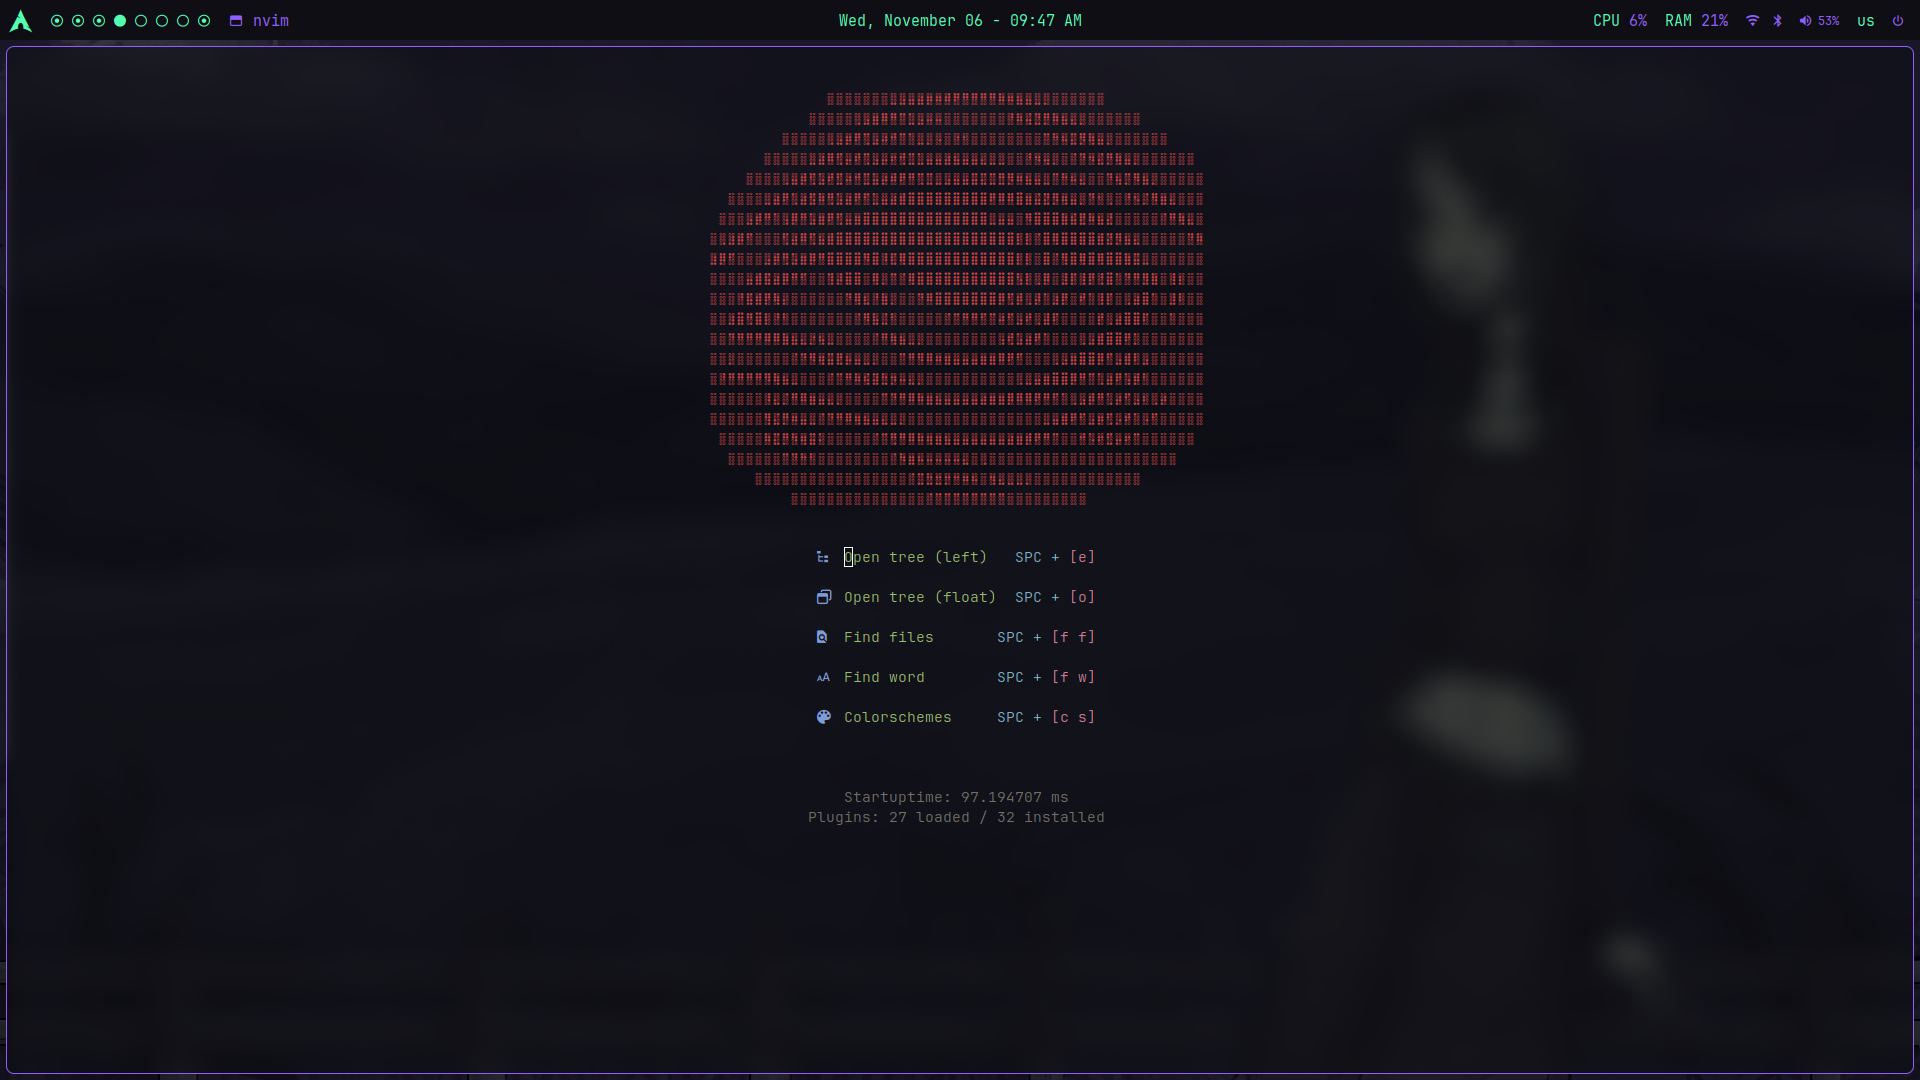 nvim
Wed, November 06 - 09:47 AM
CPU 6% RAM 21% 53% us
Open tree (left) SPC + [e]
Open tree (float) SPC + [o]
Find files SPC + [f f]
Find word SPC + [f w]
Colorschemes SPC + [c s]
Startuptime: 97.194707 ms
Plugins: 27 loaded / 32 installed